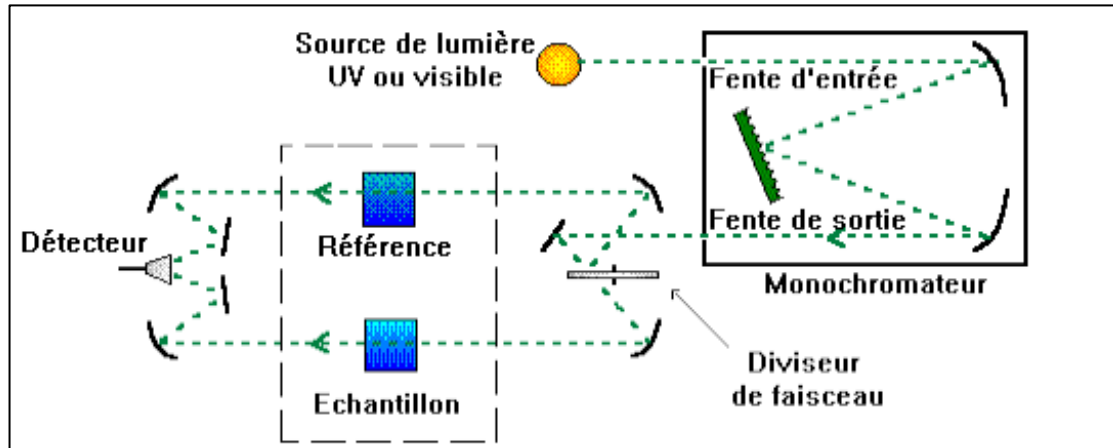 Source de lumière
UV ou visible
Fente d'entrée
Fente de sortie
Monochromateur
Détecteur
Référence
Echantillon
Diviseur
de faisceau